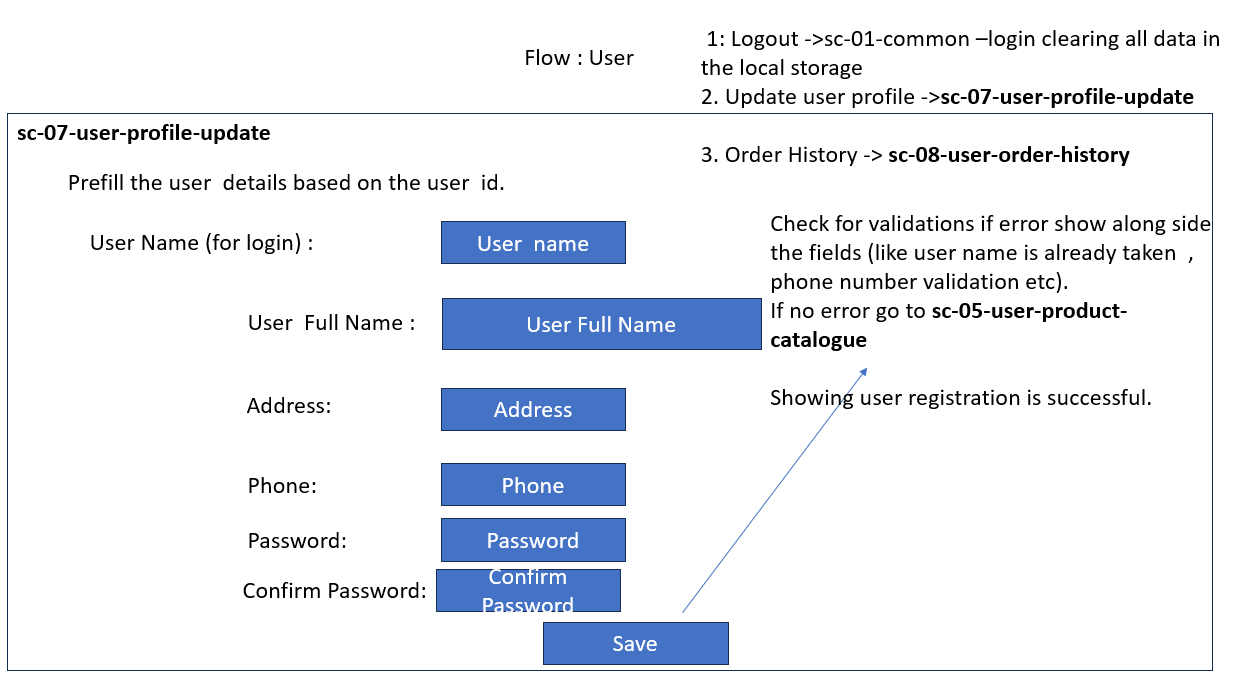 Flow : User
1: Logout ->sc-01-common –login clearing all data in
the local storage
2. Update user profile ->sc-07-user-profile-update
3. Order History -> sc-08-user-order-history
sc-07-user-profile-update
Prefill the user details based on the user id.
User Name (for login) :
User name
User Full Name :
User Full Name
Address:
Address
Phone:
Phone
Password:
Password
Confirm Password:
Confirm
Password
Save
Check for validations if error show along side
the fields (like user name is already taken ,
phone number validation etc).
If no error go to sc-05-user-product-
catalogue
Showing user registration is successful.